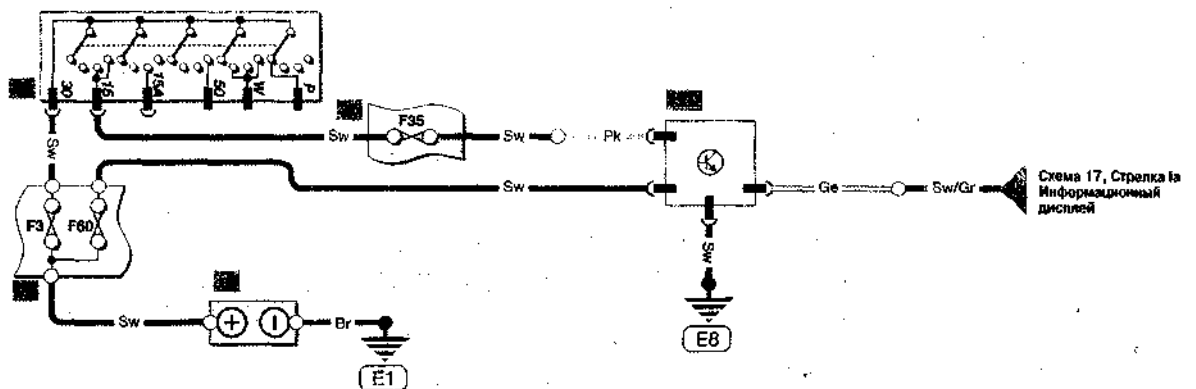 30
15
15A
50
W
P
F35
Sw
Sw
Pk
Sw
Sw
Ge
Sw/Gr
Схема 17, Стрелка Ia
Информационный
дисплей
F3
F60
Sw
Sw
Br
E8
E1